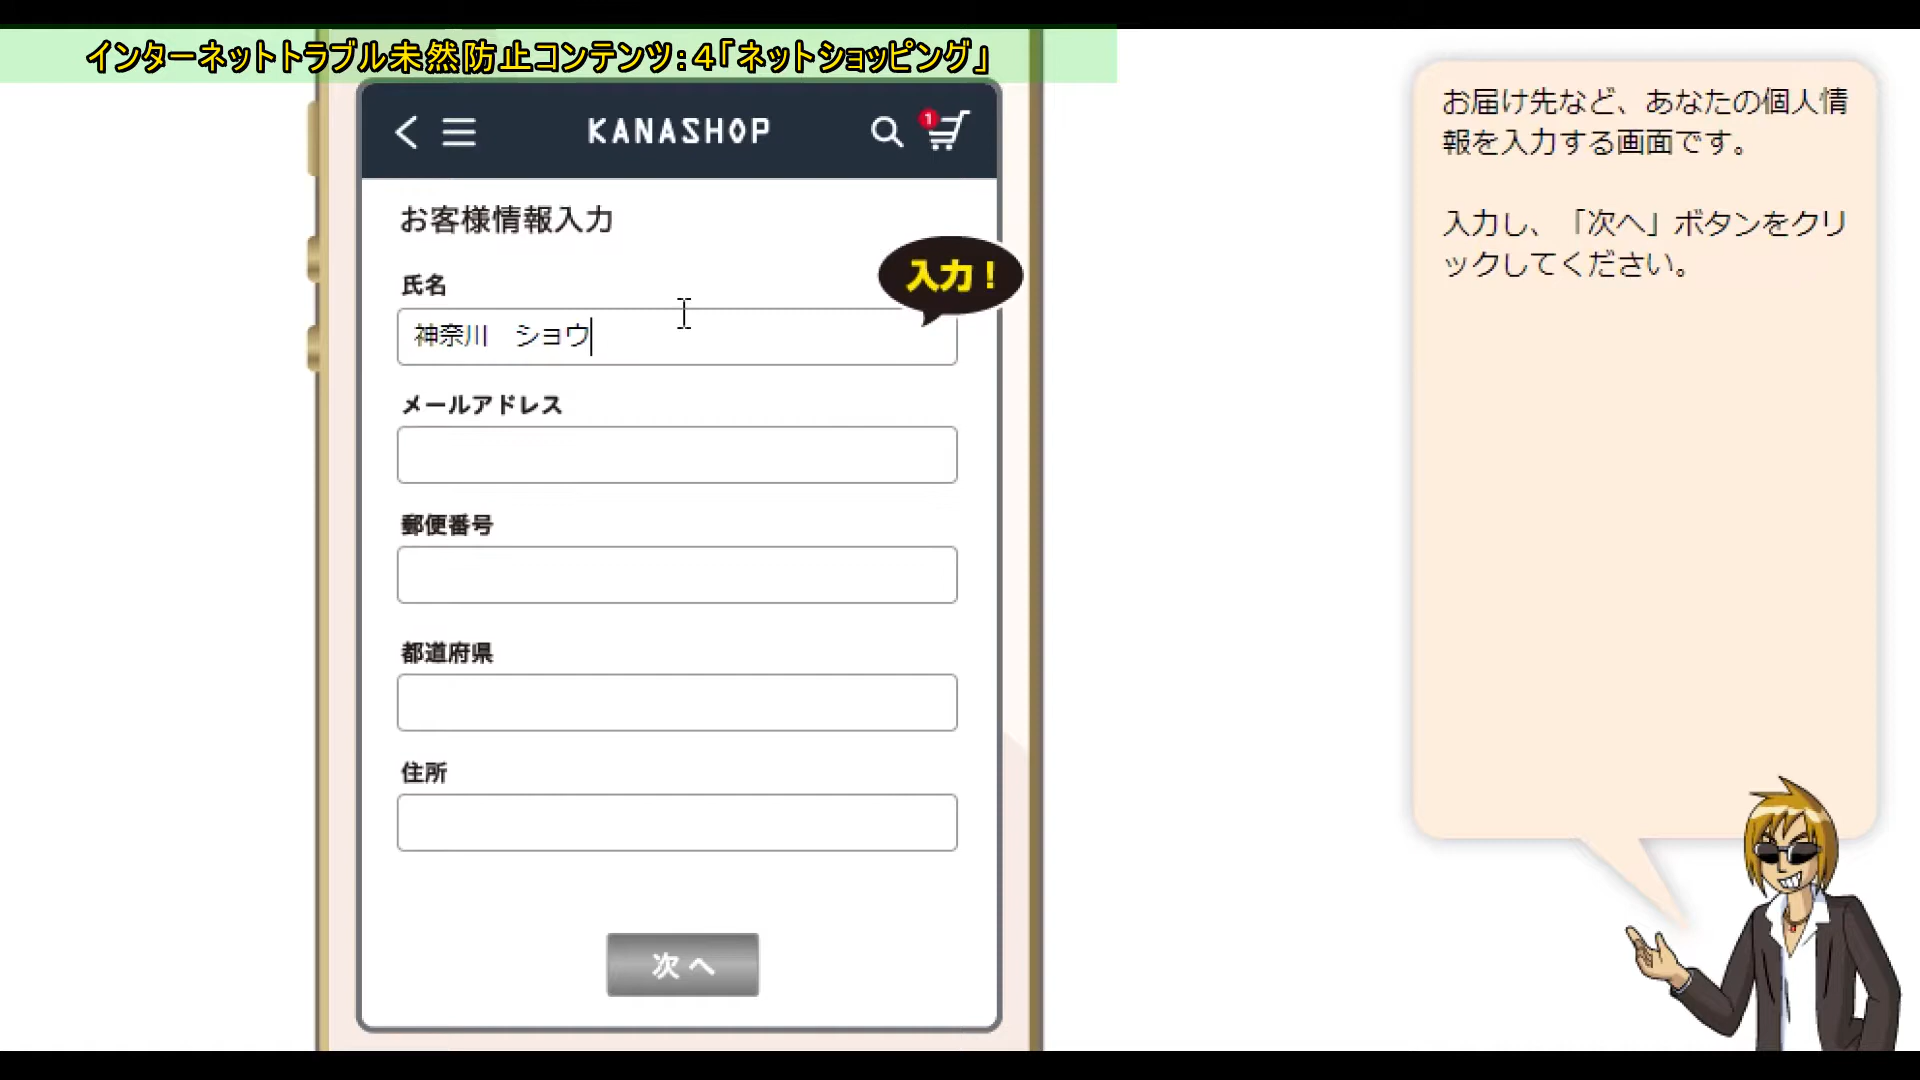 インターネットトラブル未然防止コンテンツ:4「ネットショッピング」
KANASHOP
1
お客様情報入力
入力！
氏名
神奈川　ショウ
メールアドレス
郵便番号
都道府県
住所
次へ
お届け先など、あなたの個人情
報を入力する画面です。
入力し、「次へ」ボタンをクリ
ックしてください。